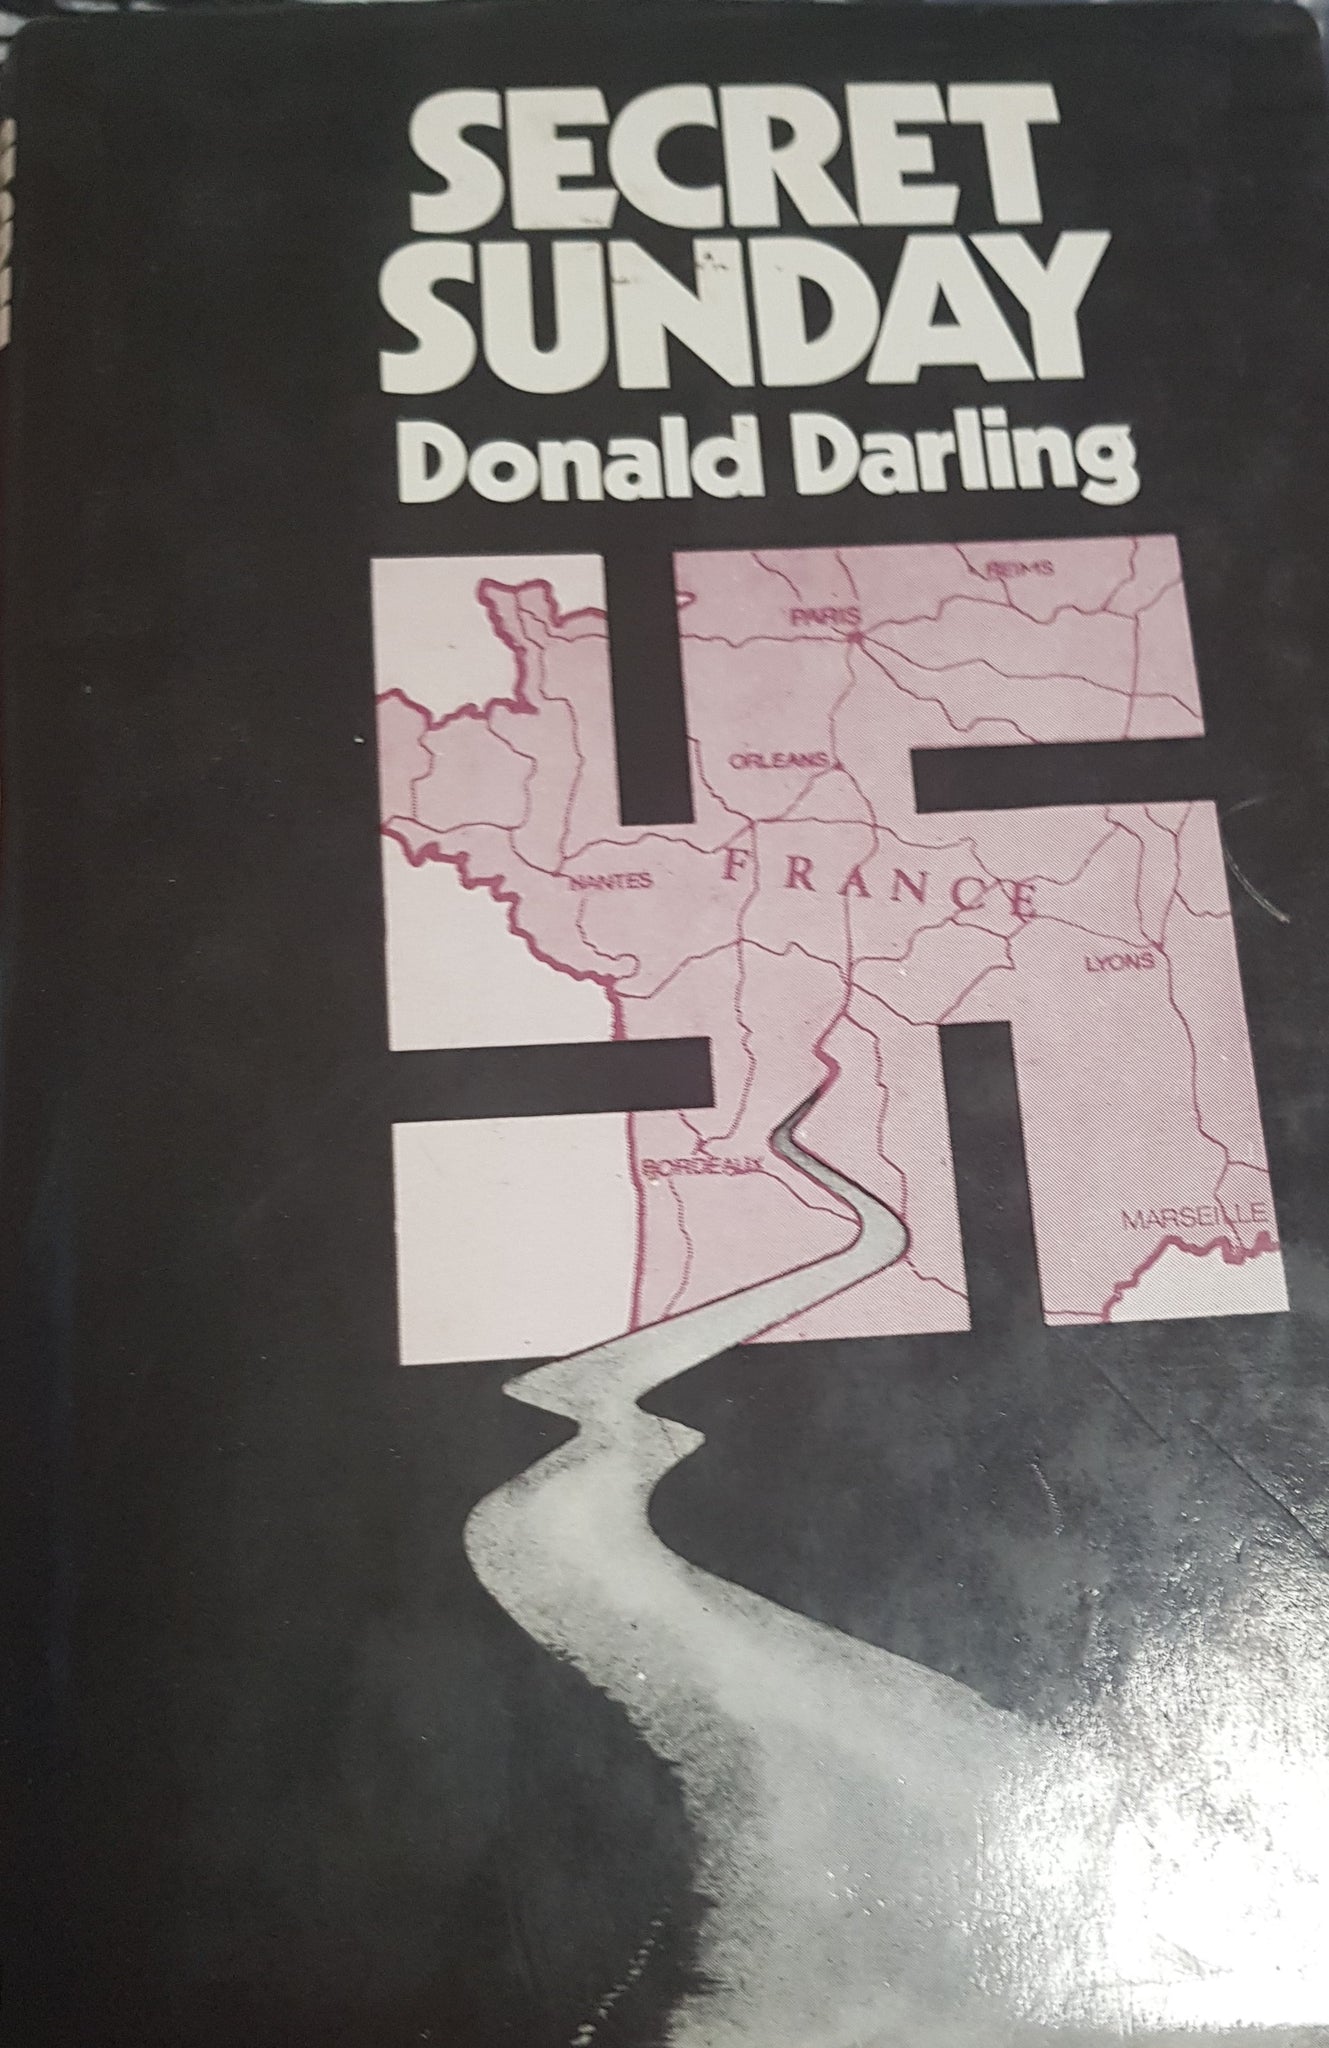 SECRET
SUNDAY
Donald Darling
REIMS
PARIS
ORLEANS
NANTES
FRANCE
LYONS
BORDEAUX
MARSEILLE